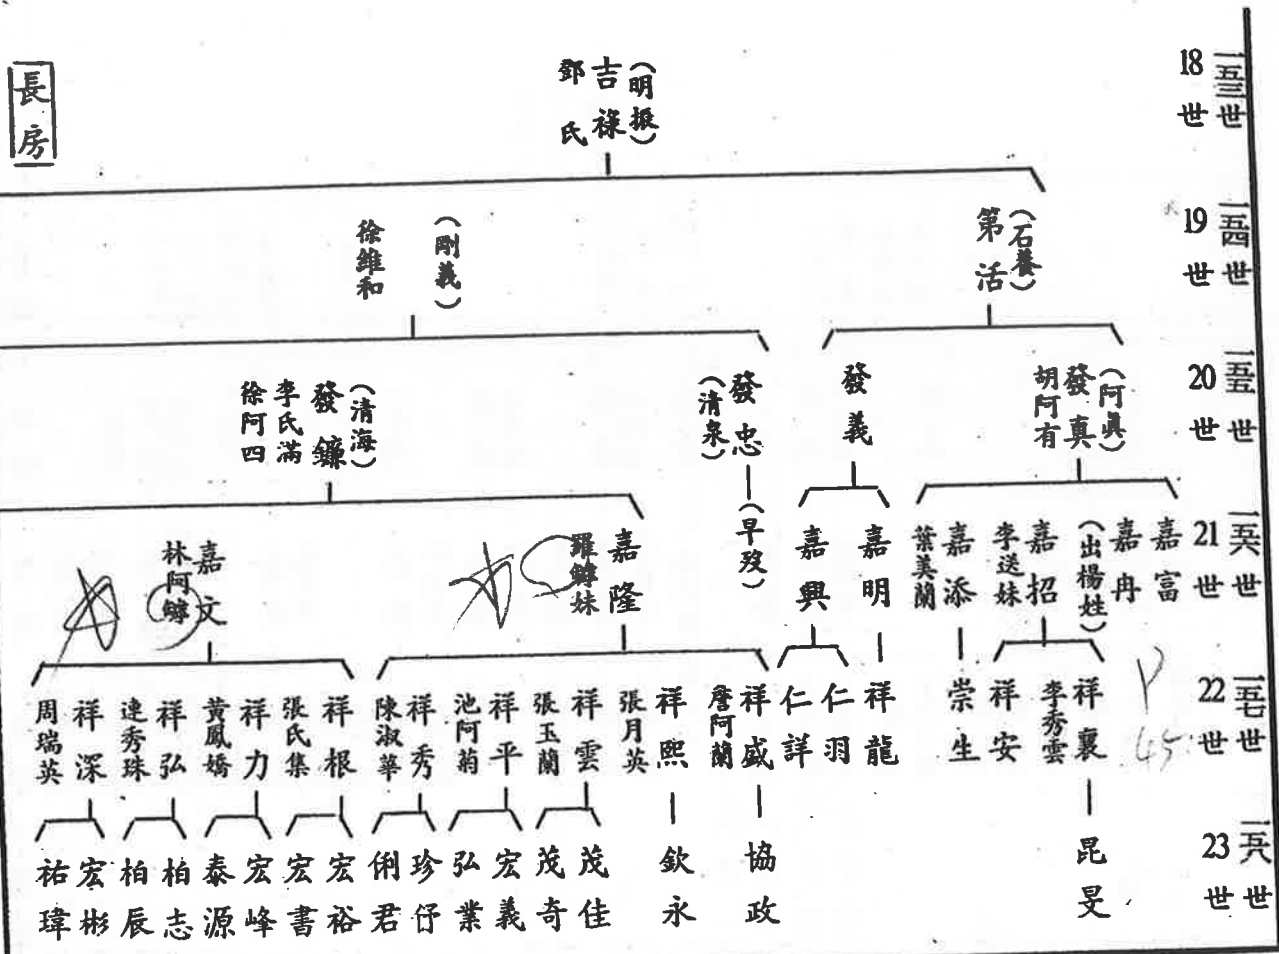 18世
一五三世
(明振)
吉祿
鄧氏
長房
19世
一五四世
(石養)
第活
(剛義)
徐維和
20世
一五五世
(阿眞)
發真
胡阿有
發義
發忠
(清泉)
(清海)
發鐮
李氏滿
徐阿四
21世
一五六世
嘉富
嘉冉
(出楊姓)
嘉招
李送妹
嘉添
葉美蘭
嘉明
嘉興
(早歿)
嘉隆
嘉文
22世
一五七世
祥襄
李秀雲
祥安
崇生
祥龍
仁羽
仁詳
祥盛
詹阿蘭
祥熙
張月英
祥雲
張玉蘭
祥平
池阿菊
祥秀
陳淑華
祥根
張氏集
祥力
黃鳳嬌
祥弘
連秀珠
祥深
周瑞英
45
23世
一五八世
昆旻
協政
欽永
茂佳
茂奇
宏義
弘業
珍伃
俐君
宏裕
宏書
宏峰
泰源
柏志
柏辰
宏彬
祐瑋